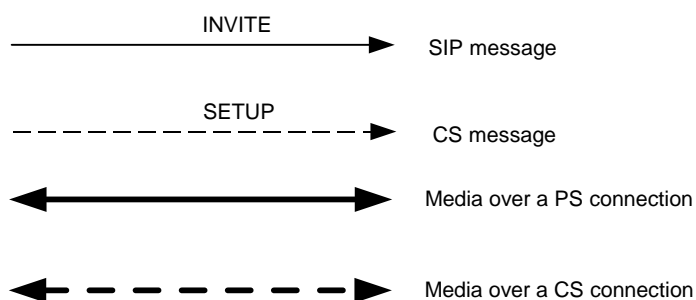 INVITE
SIP message
SETUP
CS message
Media over a PS connection
Media over a CS connection